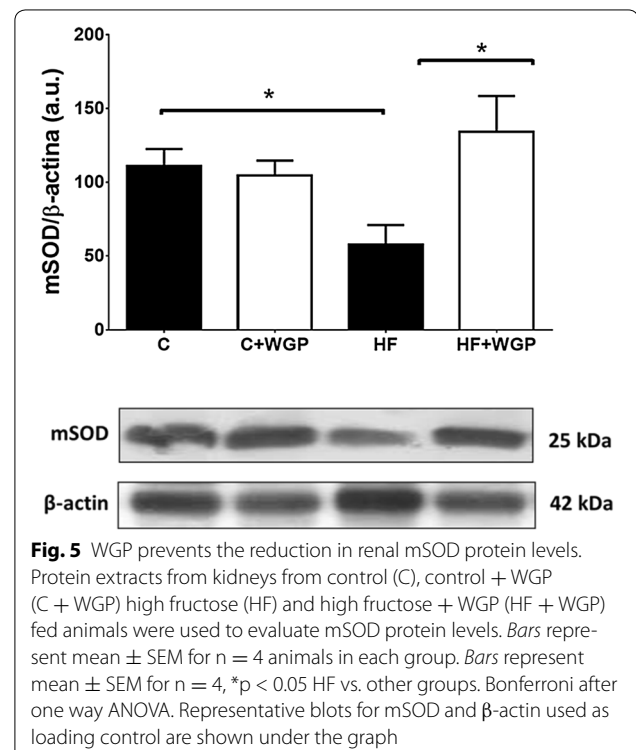 200
*
*
150
100
50
0
mSOD/β-actina (a.u.)
C C+WGP HF HF+WGP
mSOD 25 kDa
β-actin 42 kDa
Fig. 5 WGP prevents the reduction in renal mSOD protein levels.
Protein extracts from kidneys from control (C), control + WGP
(C + WGP) high fructose (HF) and high fructose + WGP (HF + WGP)
fed animals were used to evaluate mSOD protein levels. Bars repre-
sent mean ± SEM for n = 4 animals in each group. Bars represent
mean ± SEM for n = 4, *p < 0.05 HF vs. other groups. Bonferroni after
one way ANOVA. Representative blots for mSOD and β-actin used as
loading control are shown under the graph